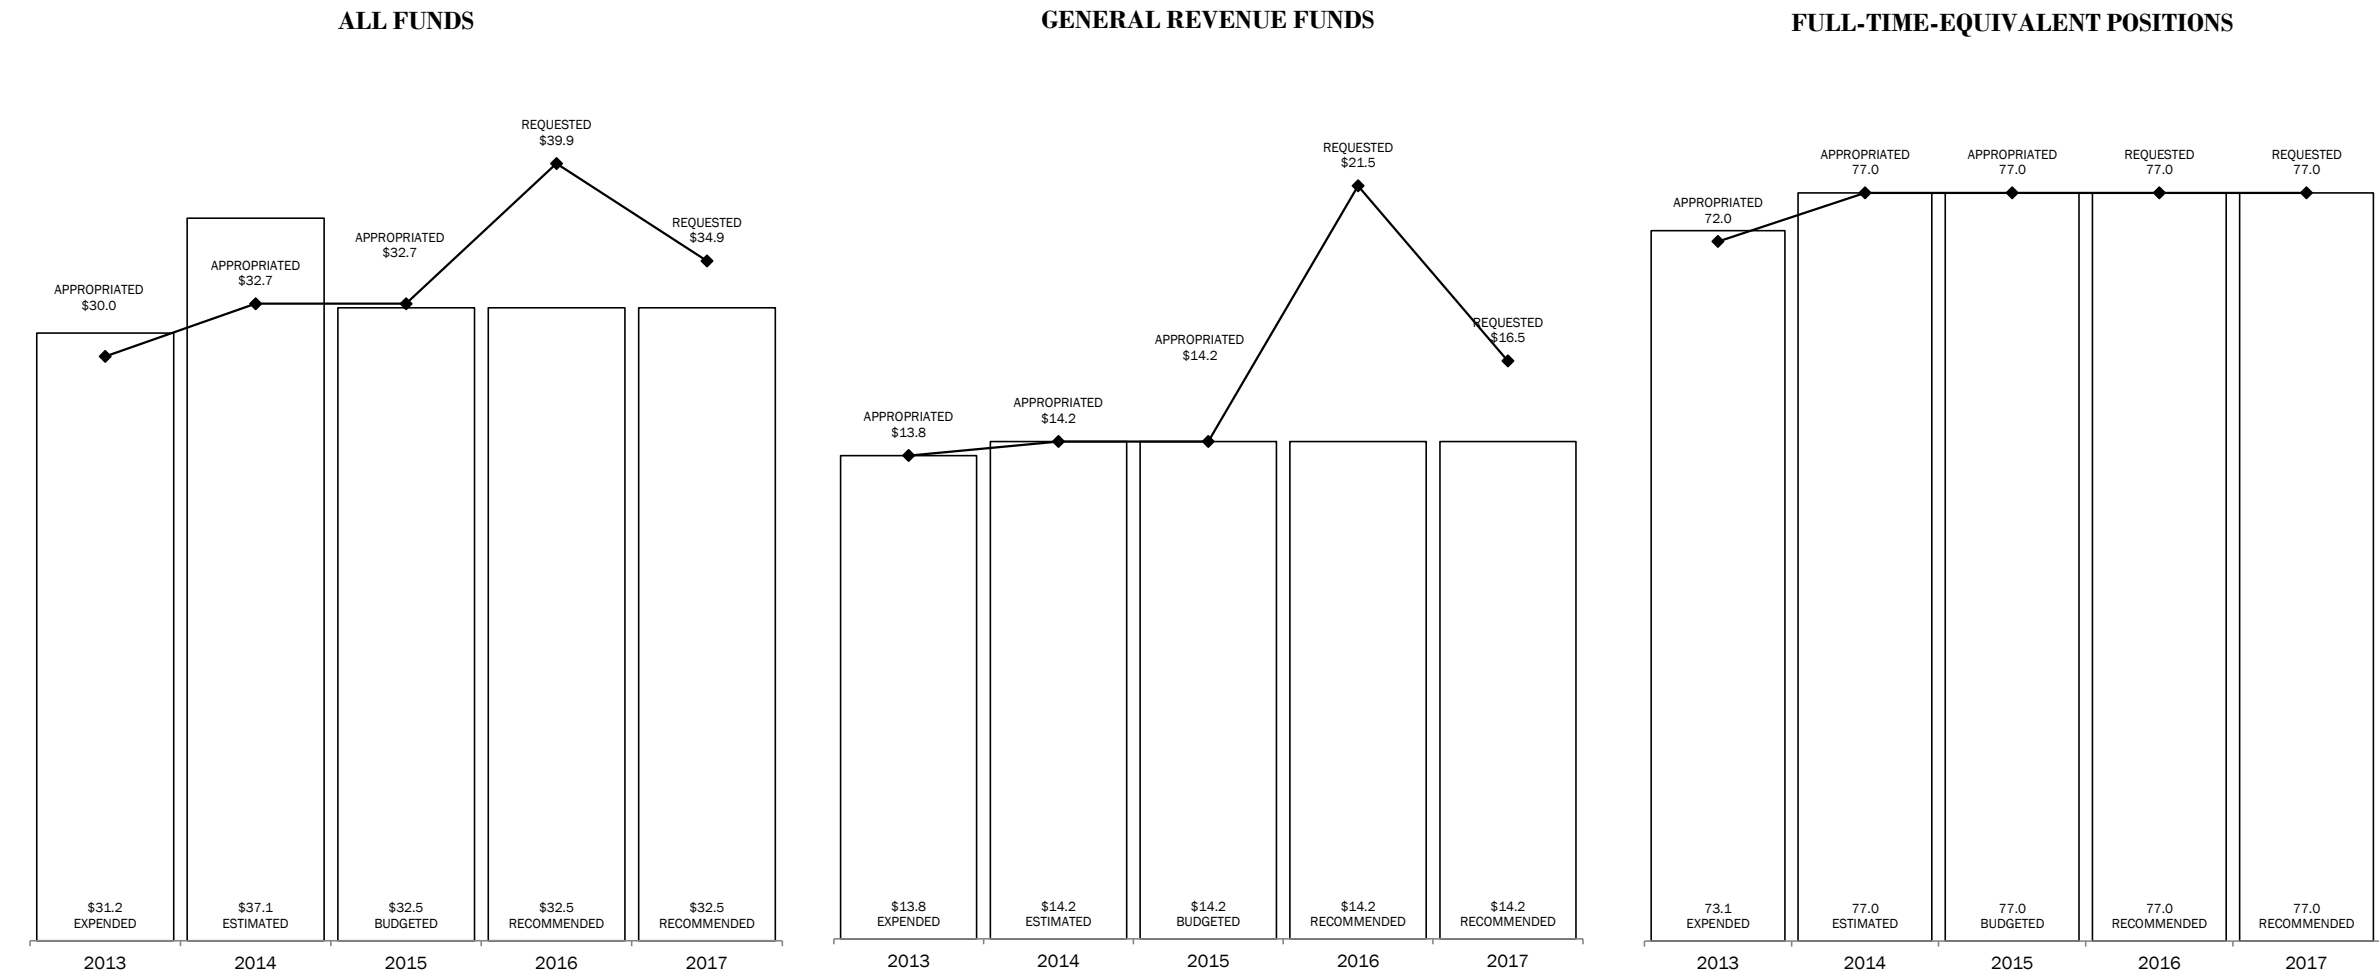 ALL FUNDS
REQUESTED
$39.9
REQUESTED
$34.9
APPROPRIATED
$32.7
APPROPRIATED
$32.7
APPROPRIATED
$30.0
$31.2
EXPENDED
$37.1
ESTIMATED
$32.5
BUDGETED
$32.5
RECOMMENDED
$32.5
RECOMMENDED
2013
2014
2015
2016
2017
GENERAL REVENUE FUNDS
REQUESTED
$21.5
REQUESTED
$16.5
APPROPRIATED
$14.2
APPROPRIATED
$14.2
APPROPRIATED
$13.8
$13.8
EXPENDED
$14.2
ESTIMATED
$14.2
BUDGETED
$14.2
RECOMMENDED
$14.2
RECOMMENDED
2013
2014
2015
2016
2017
FULL-TIME-EQUIVALENT POSITIONS
APPROPRIATED
77.0
APPROPRIATED
77.0
REQUESTED
77.0
REQUESTED
77.0
APPROPRIATED
72.0
73.1
EXPENDED
77.0
ESTIMATED
77.0
BUDGETED
77.0
RECOMMENDED
77.0
RECOMMENDED
2013
2014
2015
2016
2017